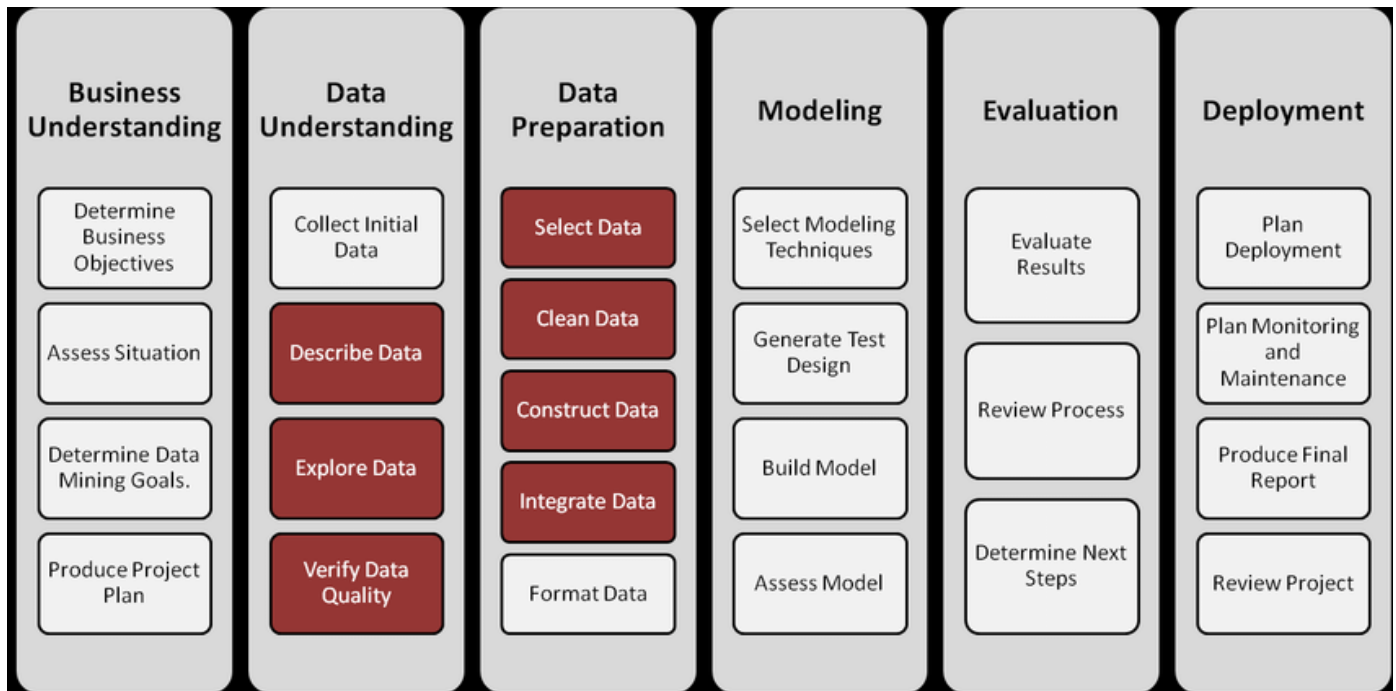 Business
Understanding
Determine
Business
Objectives
Assess Situation
Determine Data
Mining Goals.
Produce Project
Plan
Data
Understanding
Collect Initial
Data
Describe Data
Explore Data
Verify Data
Quality
Data
Preparation
Select Data
Clean Data
Construct Data
Integrate Data
Format Data
Modeling
Select Modeling
Techniques
Generate Test
Design
Build Model
Assess Model
Evaluation
Evaluate
Results
Review Process
Determine Next
Steps
Deployment
Plan
Deployment
Plan Monitoring
and
Maintenance
Produce Final
Report
Review Project